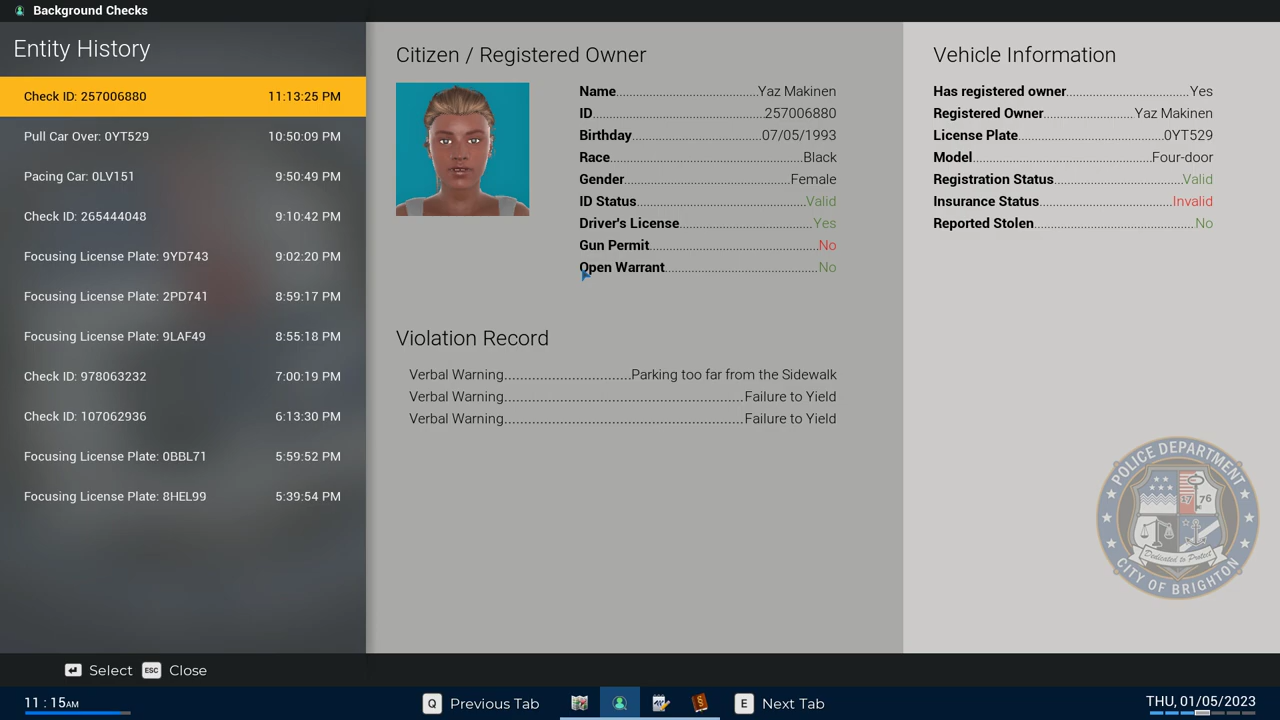 Background Checks
Entity History
Check ID: 257006880 11:13:25 PM
Pull Car Over: 0YT529 10:50:09 PM
Pacing Car: 0LV151 9:50:49 PM
Check ID: 265444048 9:10:42 PM
Focusing License Plate: 9YD743 9:02:20 PM
Focusing License Plate: 2PD741 8:59:17 PM
Focusing License Plate: 9LAF49 8:55:18 PM
Check ID: 978063232 7:00:19 PM
Check ID: 107062936 6:13:30 PM
Focusing License Plate: 0BBL71 5:59:52 PM
Focusing License Plate: 8HEL99 5:39:54 PM
Citizen / Registered Owner
Name Yaz Makinen
ID 257006880
Birthday 07/05/1993
Race Black
Gender Female
ID Status Valid
Driver's License Yes
Gun Permit No
Open Warrant No
Violation Record
Verbal Warning Parking too far from the Sidewalk
Verbal Warning Failure to Yield
Verbal Warning Failure to Yield
Vehicle Information
Has registered owner Yes
Registered Owner Yaz Makinen
License Plate 0YT529
Model Four-door
Registration Status Valid
Insurance Status Invalid
Reported Stolen No
POLICE DEPARTMENT
17 76
Dedicated to Protect
CITY OF BRIGHTON
Select ESC Close
11 : 15AM
Q Previous Tab
E Next Tab
THU, 01/05/2023